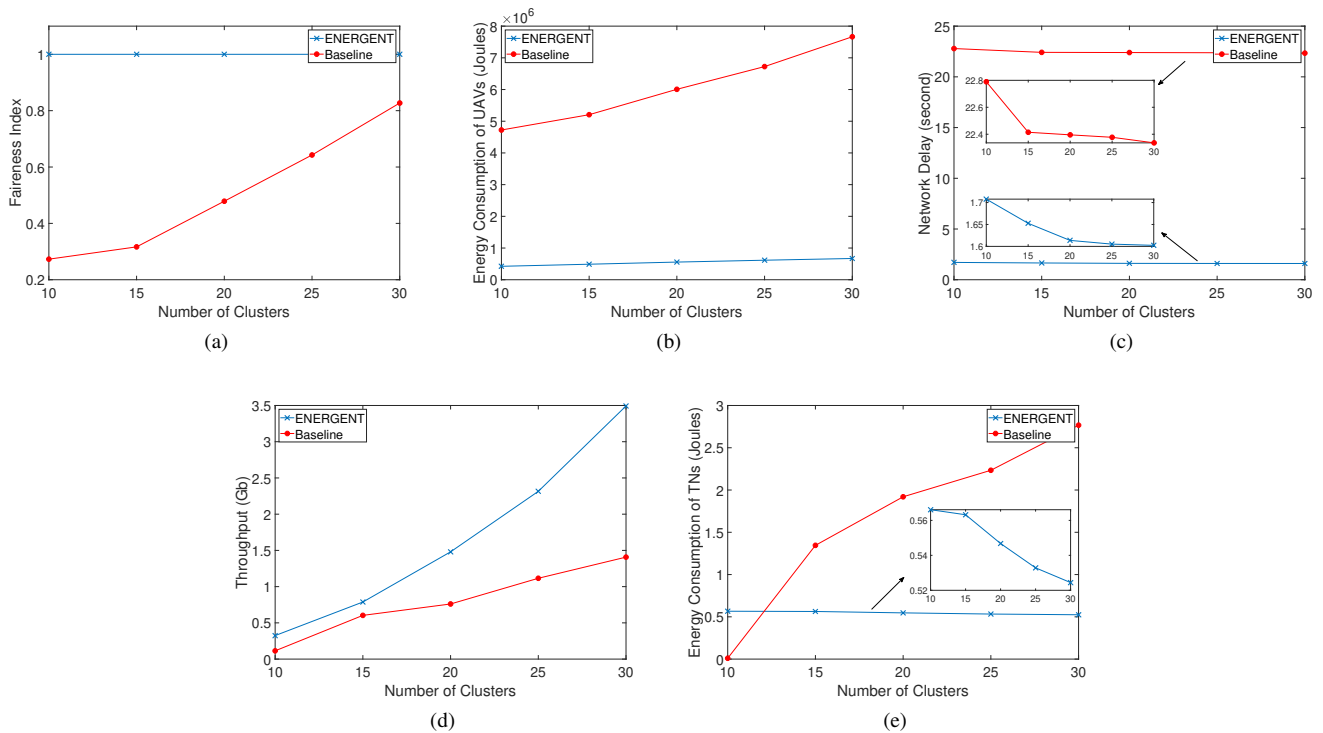 ENERGENT
Baseline
1
0.8
0.6
0.4
0.2
10 15 20 25 30
Faireness Index
Number of Clusters
(a)
×10⁶
ENERGENT
Baseline
8
7
6
5
4
3
2
1
0
10 15 20 25 30
Energy Consumption of UAVs (Joules)
Number of Clusters
(b)
25
20
15
10
5
0
ENERGENT
Baseline
22.8
22.6
22.4
10 15 20 25 30
1.7
1.65
1.6
10 15 20 25 30
10 15 20 25 30
Network Delay (second)
Number of Clusters
(c)
3.5
3
2.5
2
1.5
1
0.5
0
ENERGENT
Baseline
10 15 20 25 30
Throughput (Gb)
Number of Clusters
(d)
3
2.5
2
1.5
1
0.5
0
ENERGENT
Baseline
0.56
0.54
0.52
10 15 20 25 30
10 15 20 25 30
Energy Consumption of TNs (Joules)
Number of Clusters
(e)